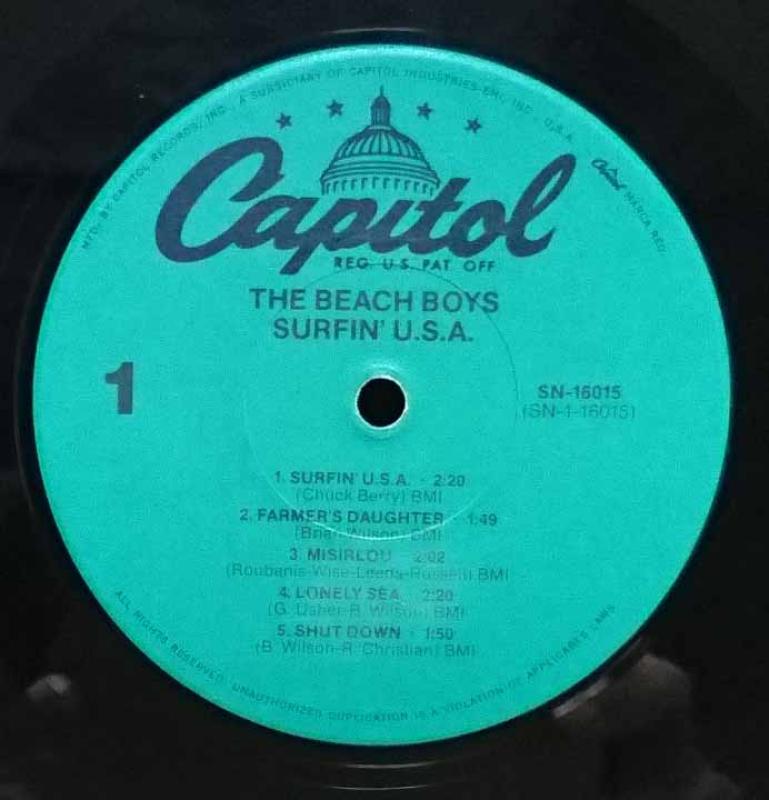 MFD. BY CAPITOL RECORDS, INC., A SUBSIDIARY OF CAPITOL INDUSTRIES-EMI, INC. · U.S.A.
Capitol MARCA REG.
Capitol
REG. U.S. PAT. OFF
THE BEACH BOYS
SURFIN' U.S.A.
1
SN-16015
(SN-1-16015)
1. SURFIN' U.S.A. · 2:20
(Chuck Berry) BMI
2. FARMER'S DAUGHTER · 1:49
(Brian Wilson) BMI
3. MISIRLOU · 2:02
(Roubanis-Wise-Leeds-Russell) BMI
4. LONELY SEA · 2:20
(G. Usher-B. Wilson) BMI
5. SHUT DOWN · 1:50
(B. Wilson-R. Christian) BMI
ALL RIGHTS RESERVED. UNAUTHORIZED DUPLICATION IS A VIOLATION OF APPLICABLE LAWS